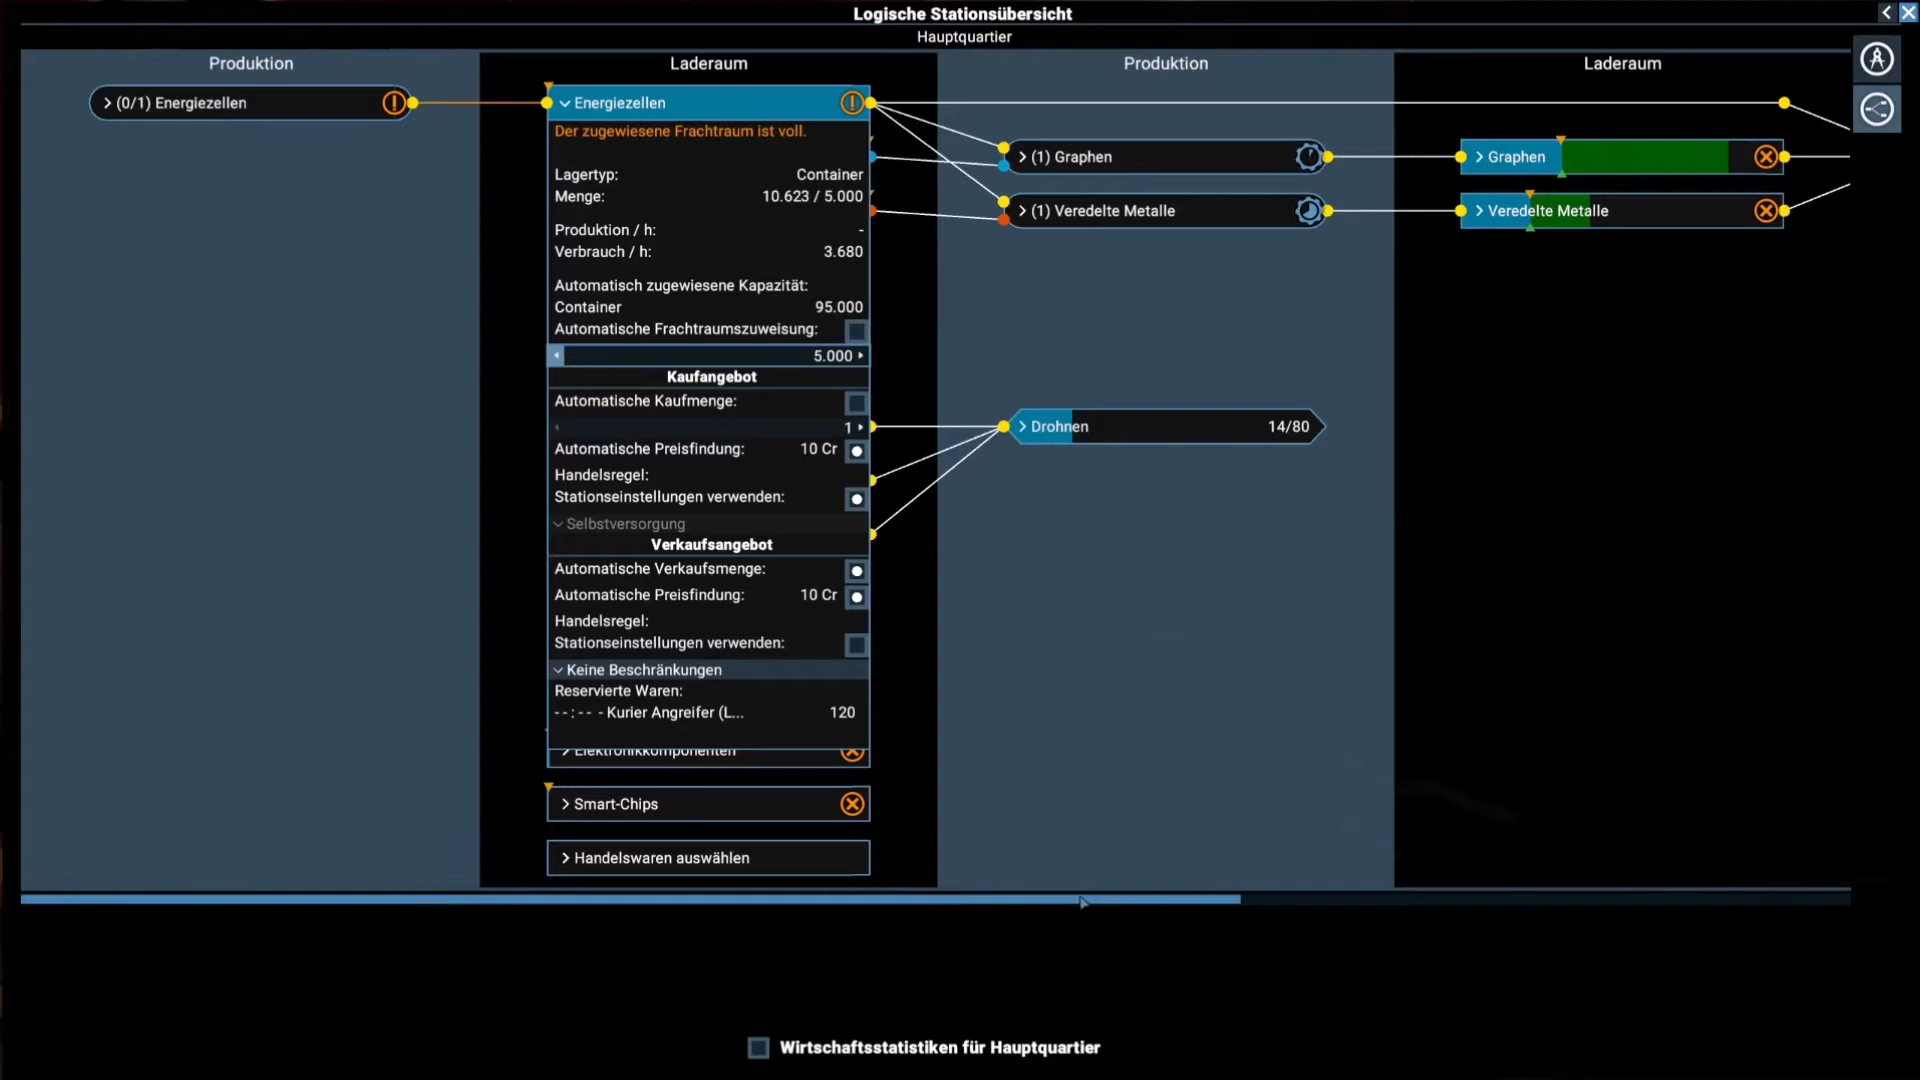 Logische Stationsübersicht
Hauptquartier
Produktion
Laderaum
Produktion
Laderaum
(0/1) Energiezellen
Energiezellen
Der zugewiesene Frachtraum ist voll.
Lagertyp: Container
Menge: 10.623 / 5.000
Produktion / h: -
Verbrauch / h: 3.680
Automatisch zugewiesene Kapazität:
Container 95.000
Automatische Frachtraumszuweisung:
5.000
Kaufangebot
Automatische Kaufmenge:
1
Automatische Preisfindung: 10 Cr
Handelsregel:
Stationseinstellungen verwenden:
Selbstversorgung
Verkaufsangebot
Automatische Verkaufsmenge:
Automatische Preisfindung: 10 Cr
Handelsregel:
Stationseinstellungen verwenden:
Keine Beschränkungen
Reservierte Waren:
--:-- - Kurier Angreifer (L... 120
Elektronikkomponenten
Smart-Chips
Handelswaren auswählen
(1) Graphen
(1) Veredelte Metalle
Drohnen 14/80
Graphen
Veredelte Metalle
Wirtschaftsstatistiken für Hauptquartier